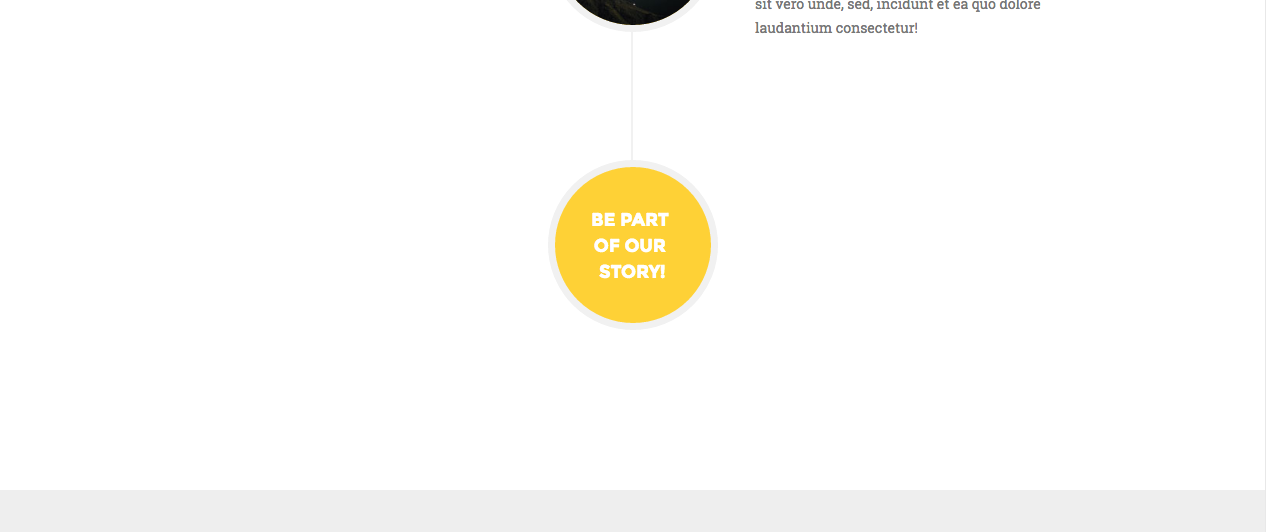 sit vero unde, sed, incidunt et ea quo dolore
laudantium consectetur!
BE PART
OF OUR
STORY!